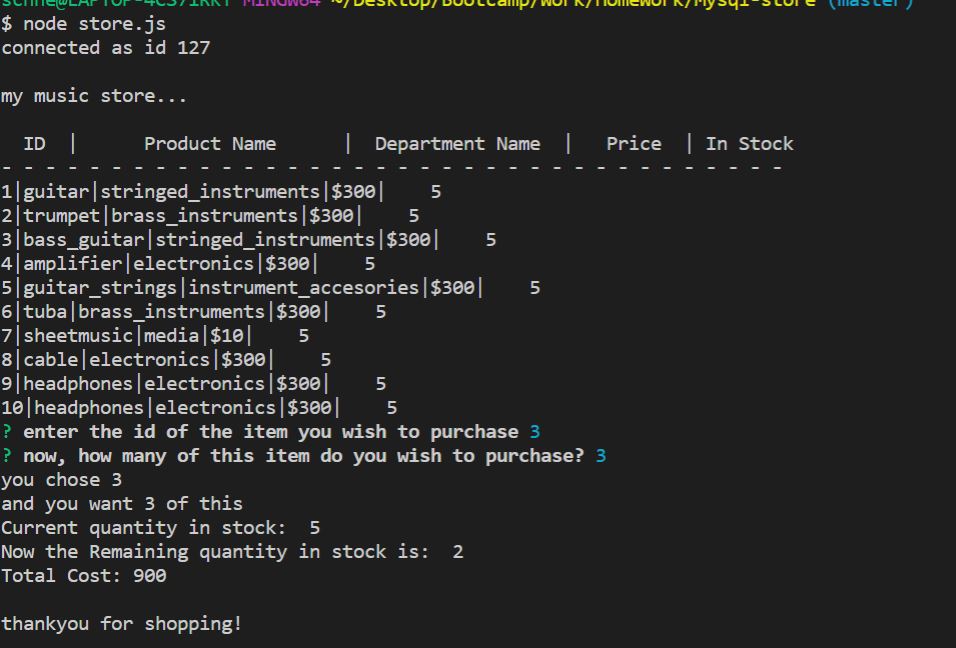 MINGW64 ~/Desktop/Bootcamp/Work/HomeWork/Mysql-store (master)
$ node store.js
connected as id 127
my music store...
ID | Product Name | Department Name | Price | In Stock
- - - - - - - - - - - - - - - - - - - - - - - - - - - - - - - - - - - -
1|guitar|stringed_instruments|$300| 5
2|trumpet|brass_instruments|$300| 5
3|bass_guitar|stringed_instruments|$300| 5
4|amplifier|electronics|$300| 5
5|guitar_strings|instrument_accesories|$300| 5
6|tuba|brass_instruments|$300| 5
7|sheetmusic|media|$10| 5
8|cable|electronics|$300| 5
9|headphones|electronics|$300| 5
10|headphones|electronics|$300| 5
? enter the id of the item you wish to purchase 3
? now, how many of this item do you wish to purchase? 3
you chose 3
and you want 3 of this
Current quantity in stock: 5
Now the Remaining quantity in stock is: 2
Total Cost: 900
thankyou for shopping!